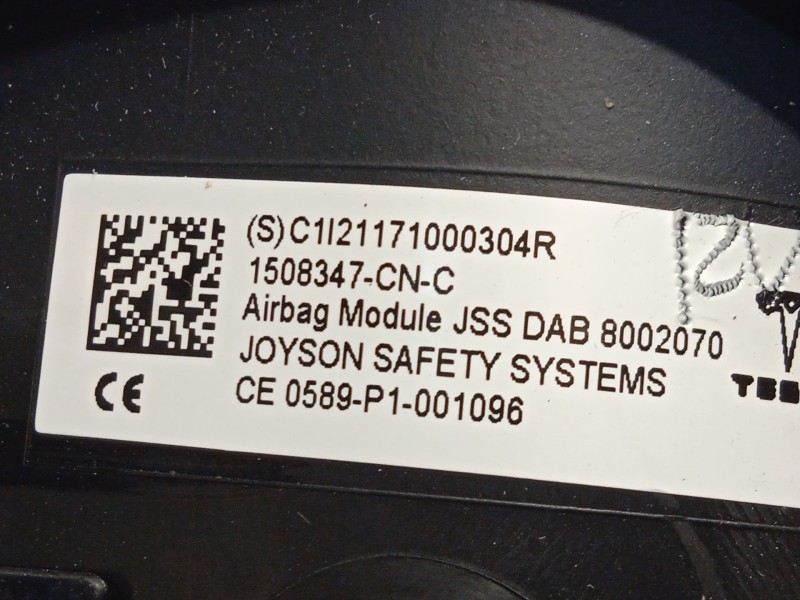 (S) C1I21171000304R
1508347-CN-C
Airbag Module JSS DAB 8002070
JOYSON SAFETY SYSTEMS
CE 0589-P1-001096
CE